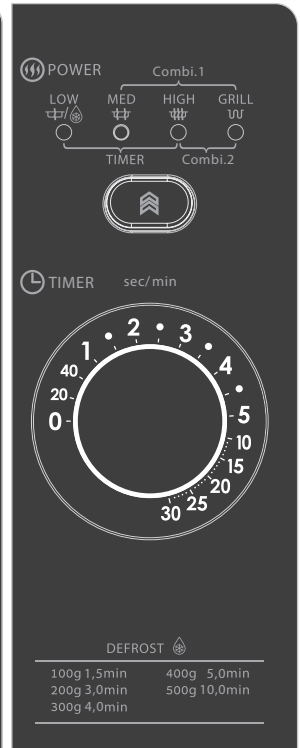 POWER
Combi.1
LOW MED HIGH GRILL
TIMER Combi.2
TIMER sec/min
0
20
40
1
2
3
4
5
10
15
20
25
30
DEFROST
100g 1,5min 400g 5,0min
200g 3,0min 500g 10,0min
300g 4,0min